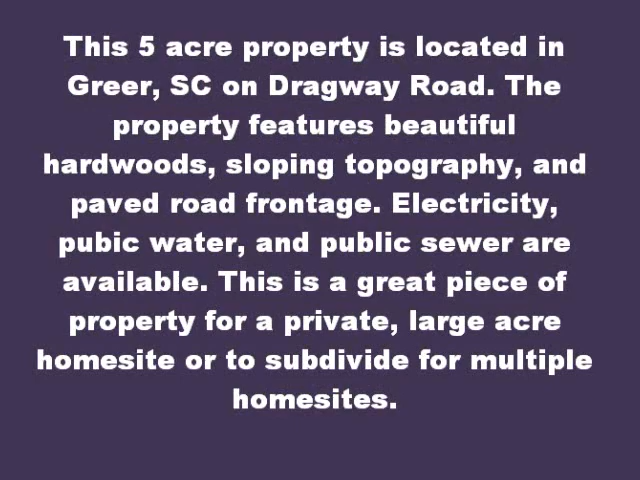 This 5 acre property is located in
Greer, SC on Dragway Road. The
property features beautiful
hardwoods, sloping topography, and
paved road frontage. Electricity,
pubic water, and public sewer are
available. This is a great piece of
property for a private, large acre
homesite or to subdivide for multiple
homesites.